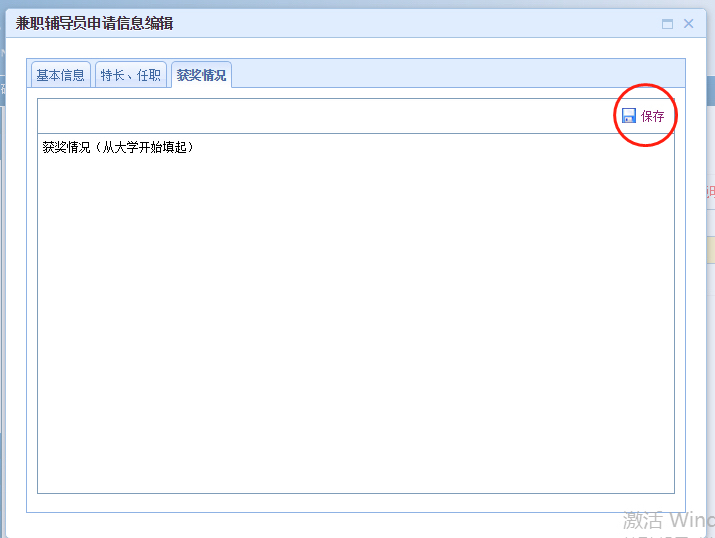 兼职辅导员申请信息编辑
基本信息
特长、任职
获奖情况
保存
获奖情况（从大学开始填起）
激活 Wind